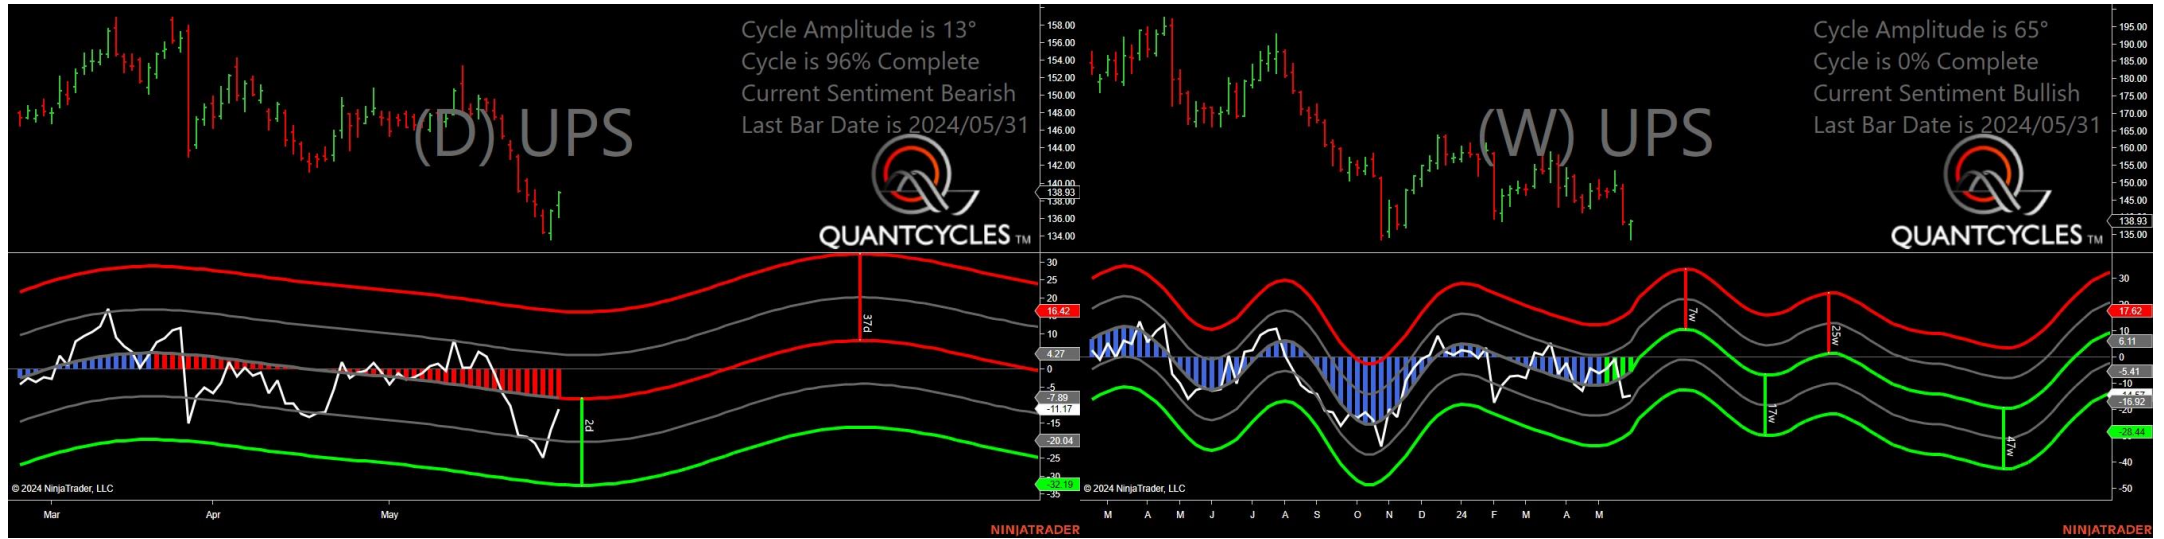 Cycle Amplitude is 13°
Cycle is 96% Complete
Current Sentiment Bearish
Last Bar Date is 2024/05/31
(D) UPS
QUANTCYCLES TM
158.00
156.00
154.00
152.00
150.00
148.00
146.00
144.00
142.00
140.00
138.93
138.00
136.00
134.00
30
25
20
16.42
15
10
4.27
0
-5
-7.89
-11.17
-15
-20.04
-25
-30
-32.19
-35
37d
2d
© 2024 NinjaTrader, LLC
Mar Apr May
NINJATRADER
Cycle Amplitude is 65°
Cycle is 0% Complete
Current Sentiment Bullish
Last Bar Date is 2024/05/31
(W) UPS
QUANTCYCLES TM
195.00
190.00
185.00
180.00
175.00
170.00
165.00
160.00
155.00
150.00
145.00
138.93
135.00
30
17.62
10
6.11
0
-5.41
-10
-16.92
-20
-28.44
-40
-50
7w
17w
25w
47w
© 2024 NinjaTrader, LLC
M A M J J A S O N D 24 F M A M
NINJATRADER